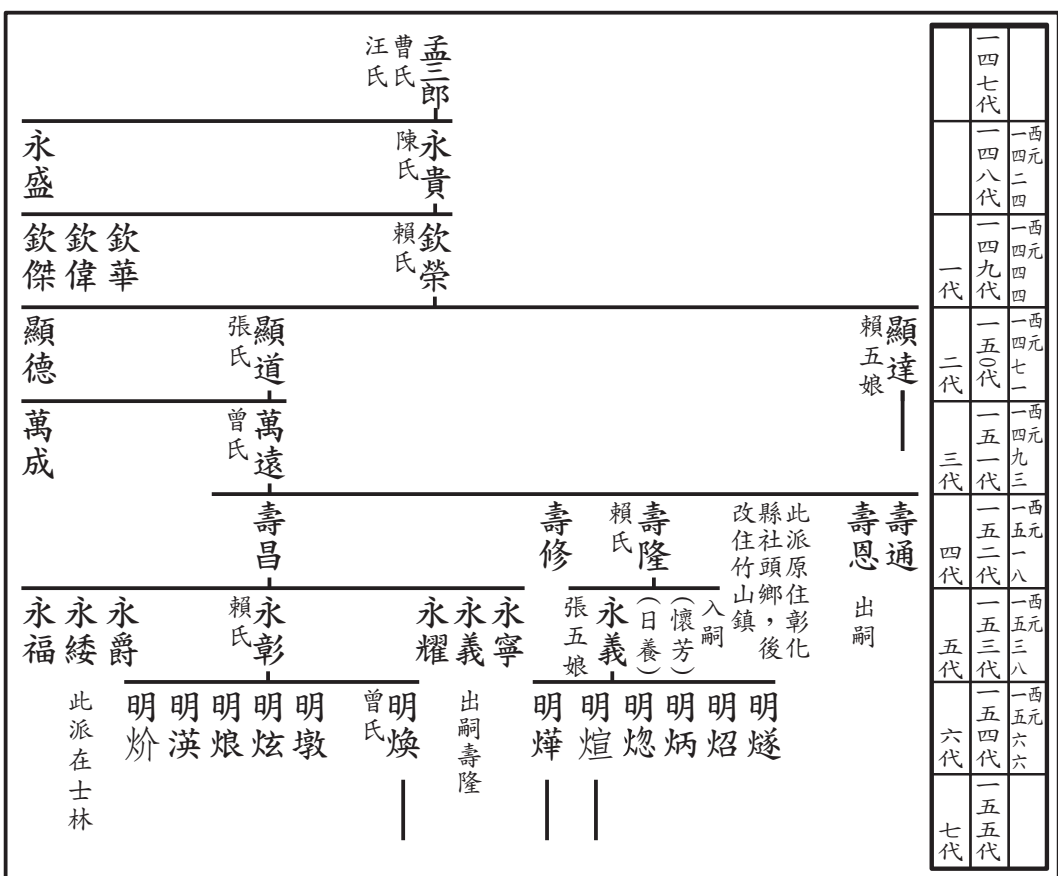 一四七代
孟三郎
曹氏
汪氏
西元一四二四
一四八代
永貴
陳氏
永盛
西元一四四四
一四九代
一代
欽榮
賴氏
欽華
欽偉
欽傑
西元一四七一
一五0代
二代
顯達
賴五娘
顯道
張氏
顯德
西元一四九三
一五一代
三代
萬遠
曾氏
萬成
西元一五一八
一五二代
四代
壽通
壽恩
出嗣
此派原住彰化
縣社頭鄉，後
改住竹山鎮
壽隆
賴氏
壽修
壽昌
西元一五三八
一五三代
五代
入嗣
（懷芳）
（日養）
永義
張五娘
永寧
永義
出嗣壽隆
永耀
永彰
賴氏
永爵
永綏
此派在士林
永福
西元一五六六
一五四代
六代
明燧
明炤
明炳
明熜
明煊
明燁
明煥
曾氏
明墩
明炫
明烺
明渶
明炌
一五五代
七代